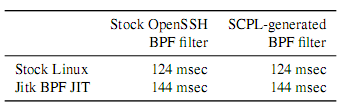 Stock OpenSSH SCPL-generated
BPF filter BPF filter
Stock Linux 124 msec 124 msec
Jitk BPF JIT 144 msec 144 msec